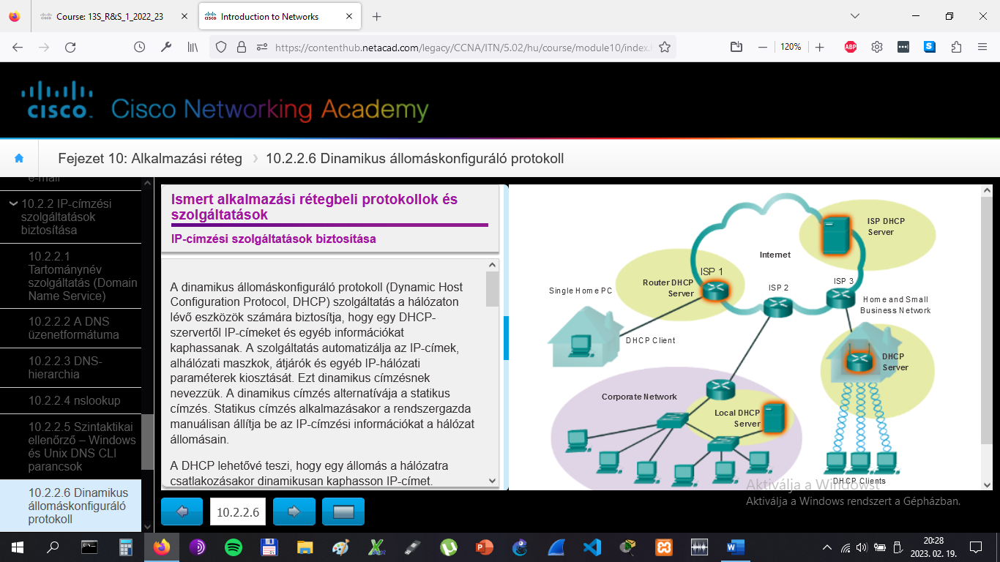 Course: 13S_R&S_1_2022_23
Introduction to Networks
https://contenthub.netacad.com/legacy/CCNA/ITN/5.02/hu/course/module10/index.
120%
ABP
CISCO.
Cisco Networking Academy
Fejezet 10: Alkalmazási réteg
10.2.2.6 Dinamikus állomáskonfiguráló protokoll
e-mail
10.2.2 IP-címzési
szolgáltatások
biztosítása
10.2.2.1
Tartománynév
szolgáltatás (Domain
Name Service)
10.2.2.2 A DNS
üzenetformátuma
10.2.2.3 DNS-
hierarchia
10.2.2.4 nslookup
10.2.2.5 Szintaktikai
ellenőrző – Windows
és Unix DNS CLI
parancsok
10.2.2.6 Dinamikus
állomáskonfiguráló
protokoll
Ismert alkalmazási rétegbeli protokollok és
szolgáltatások
IP-címzési szolgáltatások biztosítása
A dinamikus állomáskonfiguráló protokoll (Dynamic Host
Configuration Protocol, DHCP) szolgáltatás a hálózaton
lévő eszközök számára biztosítja, hogy egy DHCP-
szervertől IP-címeket és egyéb információkat
kaphassanak. A szolgáltatás automatizálja az IP-címek,
alhálózati maszkok, átjárók és egyéb IP-hálózati
paraméterek kiosztását. Ezt dinamikus címzésnek
nevezzük. A dinamikus címzés alternatívája a statikus
címzés. Statikus címzés alkalmazásakor a rendszergazda
manuálisan állítja be az IP-címzési információkat a hálózat
állomásain.
A DHCP lehetővé teszi, hogy egy állomás a hálózatra
csatlakozásakor dinamikusan kaphasson IP-címet.
10.2.2.6
ISP DHCP
Server
Internet
ISP 1
Router DHCP
Server
ISP 2
ISP 3
Single Home PC
Home and Small
Business Network
DHCP Client
DHCP
Server
Corporate Network
Local DHCP
Server
DHCP Clients
Aktiválja a Windowst
Aktiválja a Windows rendszert a Gépházban.
20:28
2023. 02. 19.